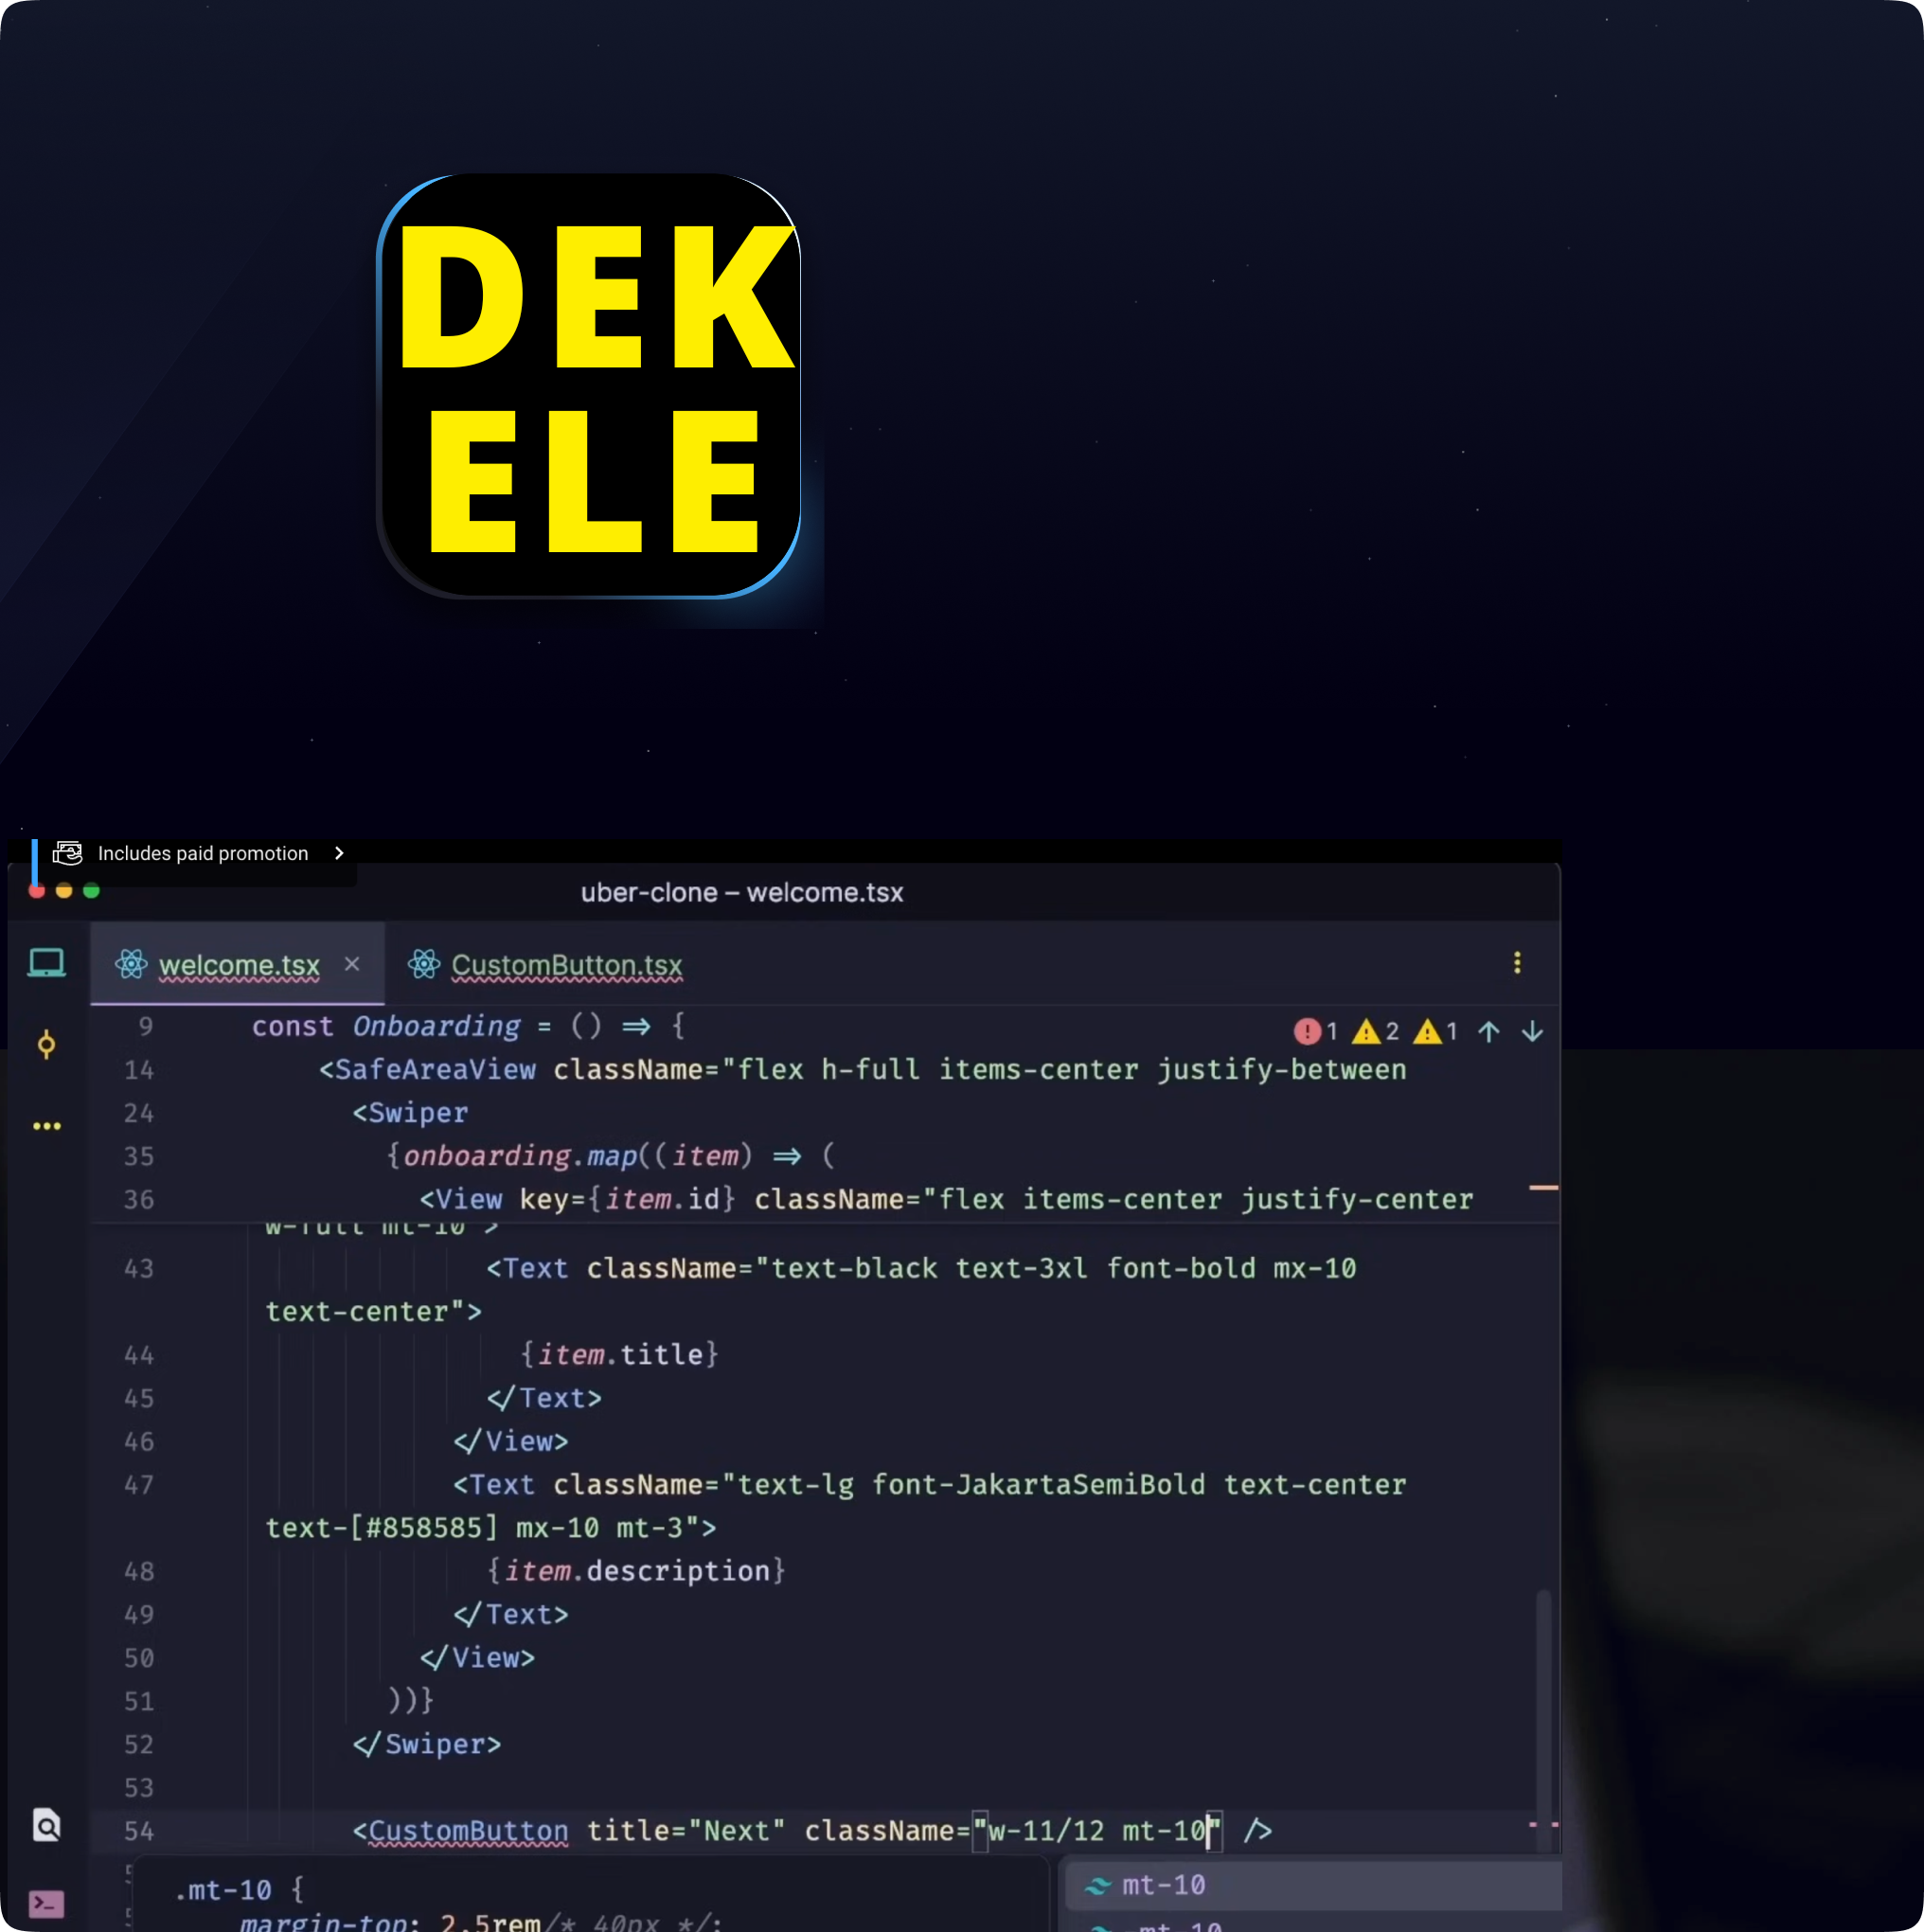 DEK
ELE
Includes paid promotion
uber-clone – welcome.tsx
welcome.tsx × CustomButton.tsx
9 const Onboarding = () => {
1 2 1
14 <SafeAreaView className="flex h-full items-center justify-between
24 <Swiper
35 {onboarding.map((item) => (
36 <View key={item.id} className="flex items-center justify-center
w-full mt-10">
43 <Text className="text-black text-3xl font-bold mx-10
text-center">
44 {item.title}
45 </Text>
46 </View>
47 <Text className="text-lg font-JakartaSemiBold text-center
text-[#858585] mx-10 mt-3">
48 {item.description}
49 </Text>
50 </View>
51 ))}
52 </Swiper>
53
54 <CustomButton title="Next" className="w-11/12 mt-10" />
.mt-10 {
mt-10
margin-top: 2.5rem/* 40px */;
-mt-10